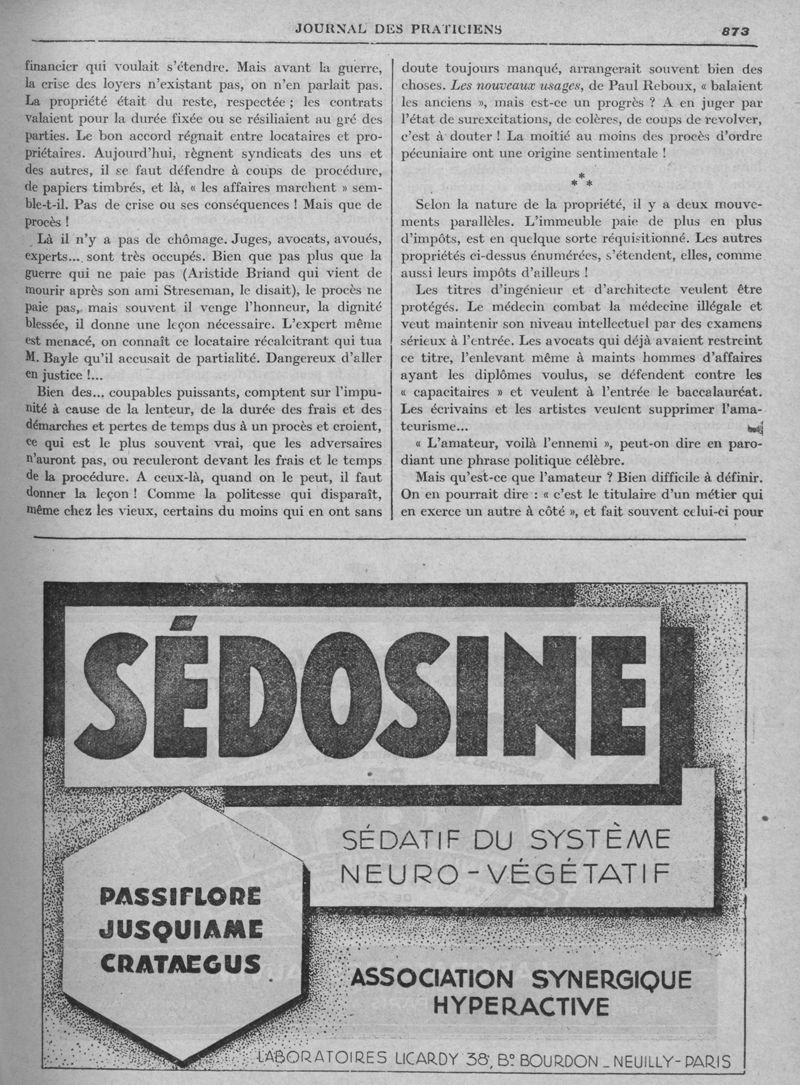 JOURNAL DES PRATICIENS 873
financier qui voulait s'étendre. Mais avant la guerre,
la crise des loyers n'existant pas, on n'en parlait pas.
La propriété était du reste, respectée ; les contrats
valaient pour la durée fixée ou se résiliaient au gré des
parties. Le bon accord régnait entre locataires et pro-
priétaires. Aujourd'hui, règnent syndicats des uns et
des autres, il se faut défendre à coups de procédure,
de papiers timbrés, et là, « les affaires marchent » sem-
ble-t-il. Pas de crise ou ses conséquences ! Mais que de
procès !
Là il n'y a pas de chômage. Juges, avocats, avoués,
experts... sont très occupés. Bien que pas plus que la
guerre qui ne paie pas (Aristide Briand qui vient de
mourir après son ami Streseman, le disait), le procès ne
paie pas, mais souvent il venge l'honneur, la dignité
blessée, il donne une leçon nécessaire. L'expert même
est menacé, on connaît ce locataire récalcitrant qui tua
M. Bayle qu'il accusait de partialité. Dangereux d'aller
en justice !...
Bien des... coupables puissants, comptent sur l'impu-
nité à cause de la lenteur, de la durée des frais et des
démarches et pertes de temps dus à un procès et croient,
ce qui est le plus souvent vrai, que les adversaires
n'auront pas, ou reculeront devant les frais et le temps
de la procédure. A ceux-là, quand on le peut, il faut
donner la leçon ! Comme la politesse qui disparaît,
même chez les vieux, certains du moins qui en ont sans
doute toujours manqué, arrangerait souvent bien des
choses. Les nouveaux usages, de Paul Reboux, « balaient
les anciens », mais est-ce un progrès ? A en juger par
l'état de surexcitations, de colères, de coups de revolver,
c'est à douter ! La moitié au moins des procès d'ordre
pécuniaire ont une origine sentimentale !
*
* *
Selon la nature de la propriété, il y a deux mouve-
ments parallèles. L'immeuble paie de plus en plus
d'impôts, est en quelque sorte réquisitionné. Les autres
propriétés ci-dessus énumérées, s'étendent, elles, comme
aussi leurs impôts d'ailleurs !
Les titres d'ingénieur et d'architecte veulent être
protégés. Le médecin combat la médecine illégale et
veut maintenir son niveau intellectuel par des examens
sérieux à l'entrée. Les avocats qui déjà avaient restreint
ce titre, l'enlevant même à maints hommes d'affaires
ayant les diplômes voulus, se défendent contre les
« capacitaires » et veulent à l'entrée le baccalauréat.
Les écrivains et les artistes veulent supprimer l'ama-
teurisme...
« L'amateur, voilà l'ennemi », peut-on dire en paro-
diant une phrase politique célèbre.
Mais qu'est-ce que l'amateur ? Bien difficile à définir.
On en pourrait dire : « c'est le titulaire d'un métier qui
en exerce un autre à côté », et fait souvent celui-ci pour
SÉDOSINE
SÉDATIF DU SYSTÈME
NEURO-VÉGÉTATIF
PASSIFLORE
JUSQUIAME
CRATAEGUS
ASSOCIATION SYNERGIQUE
HYPERACTIVE
LABORATOIRES LICARDY 38, Bᵈ BOURDON _ NEUILLY-PARIS